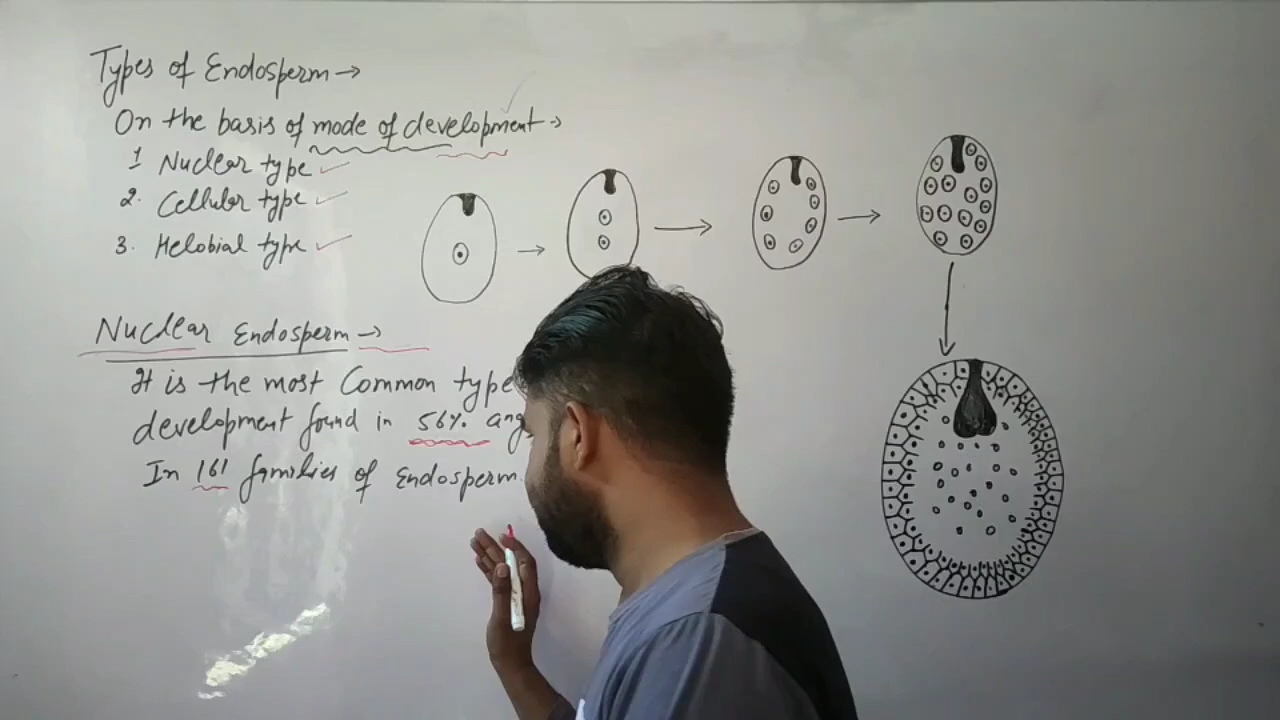 Types of Endosperm →
On the basis of mode of development →
1 Nuclear type
2. Cellular type
3. Helobial type
Nuclear Endosperm →
It is the most Common type
development found in 56%
In 161 families of Endosperm.